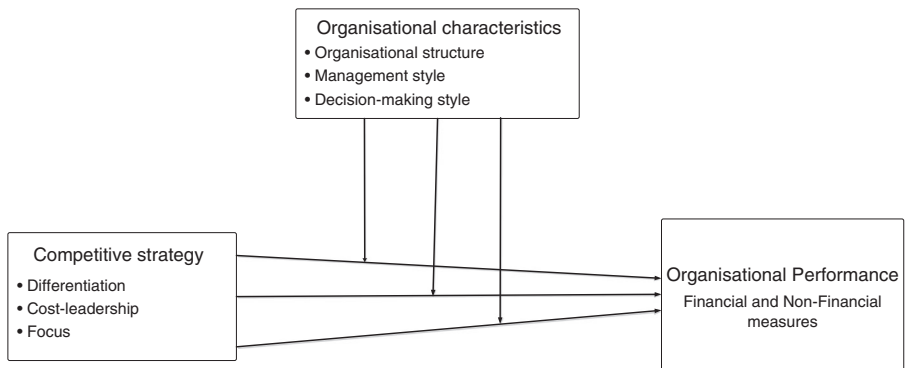 Organisational characteristics
• Organisational structure
• Management style
• Decision-making style
Competitive strategy
• Differentiation
• Cost-leadership
• Focus
Organisational Performance
Financial and Non-Financial
measures